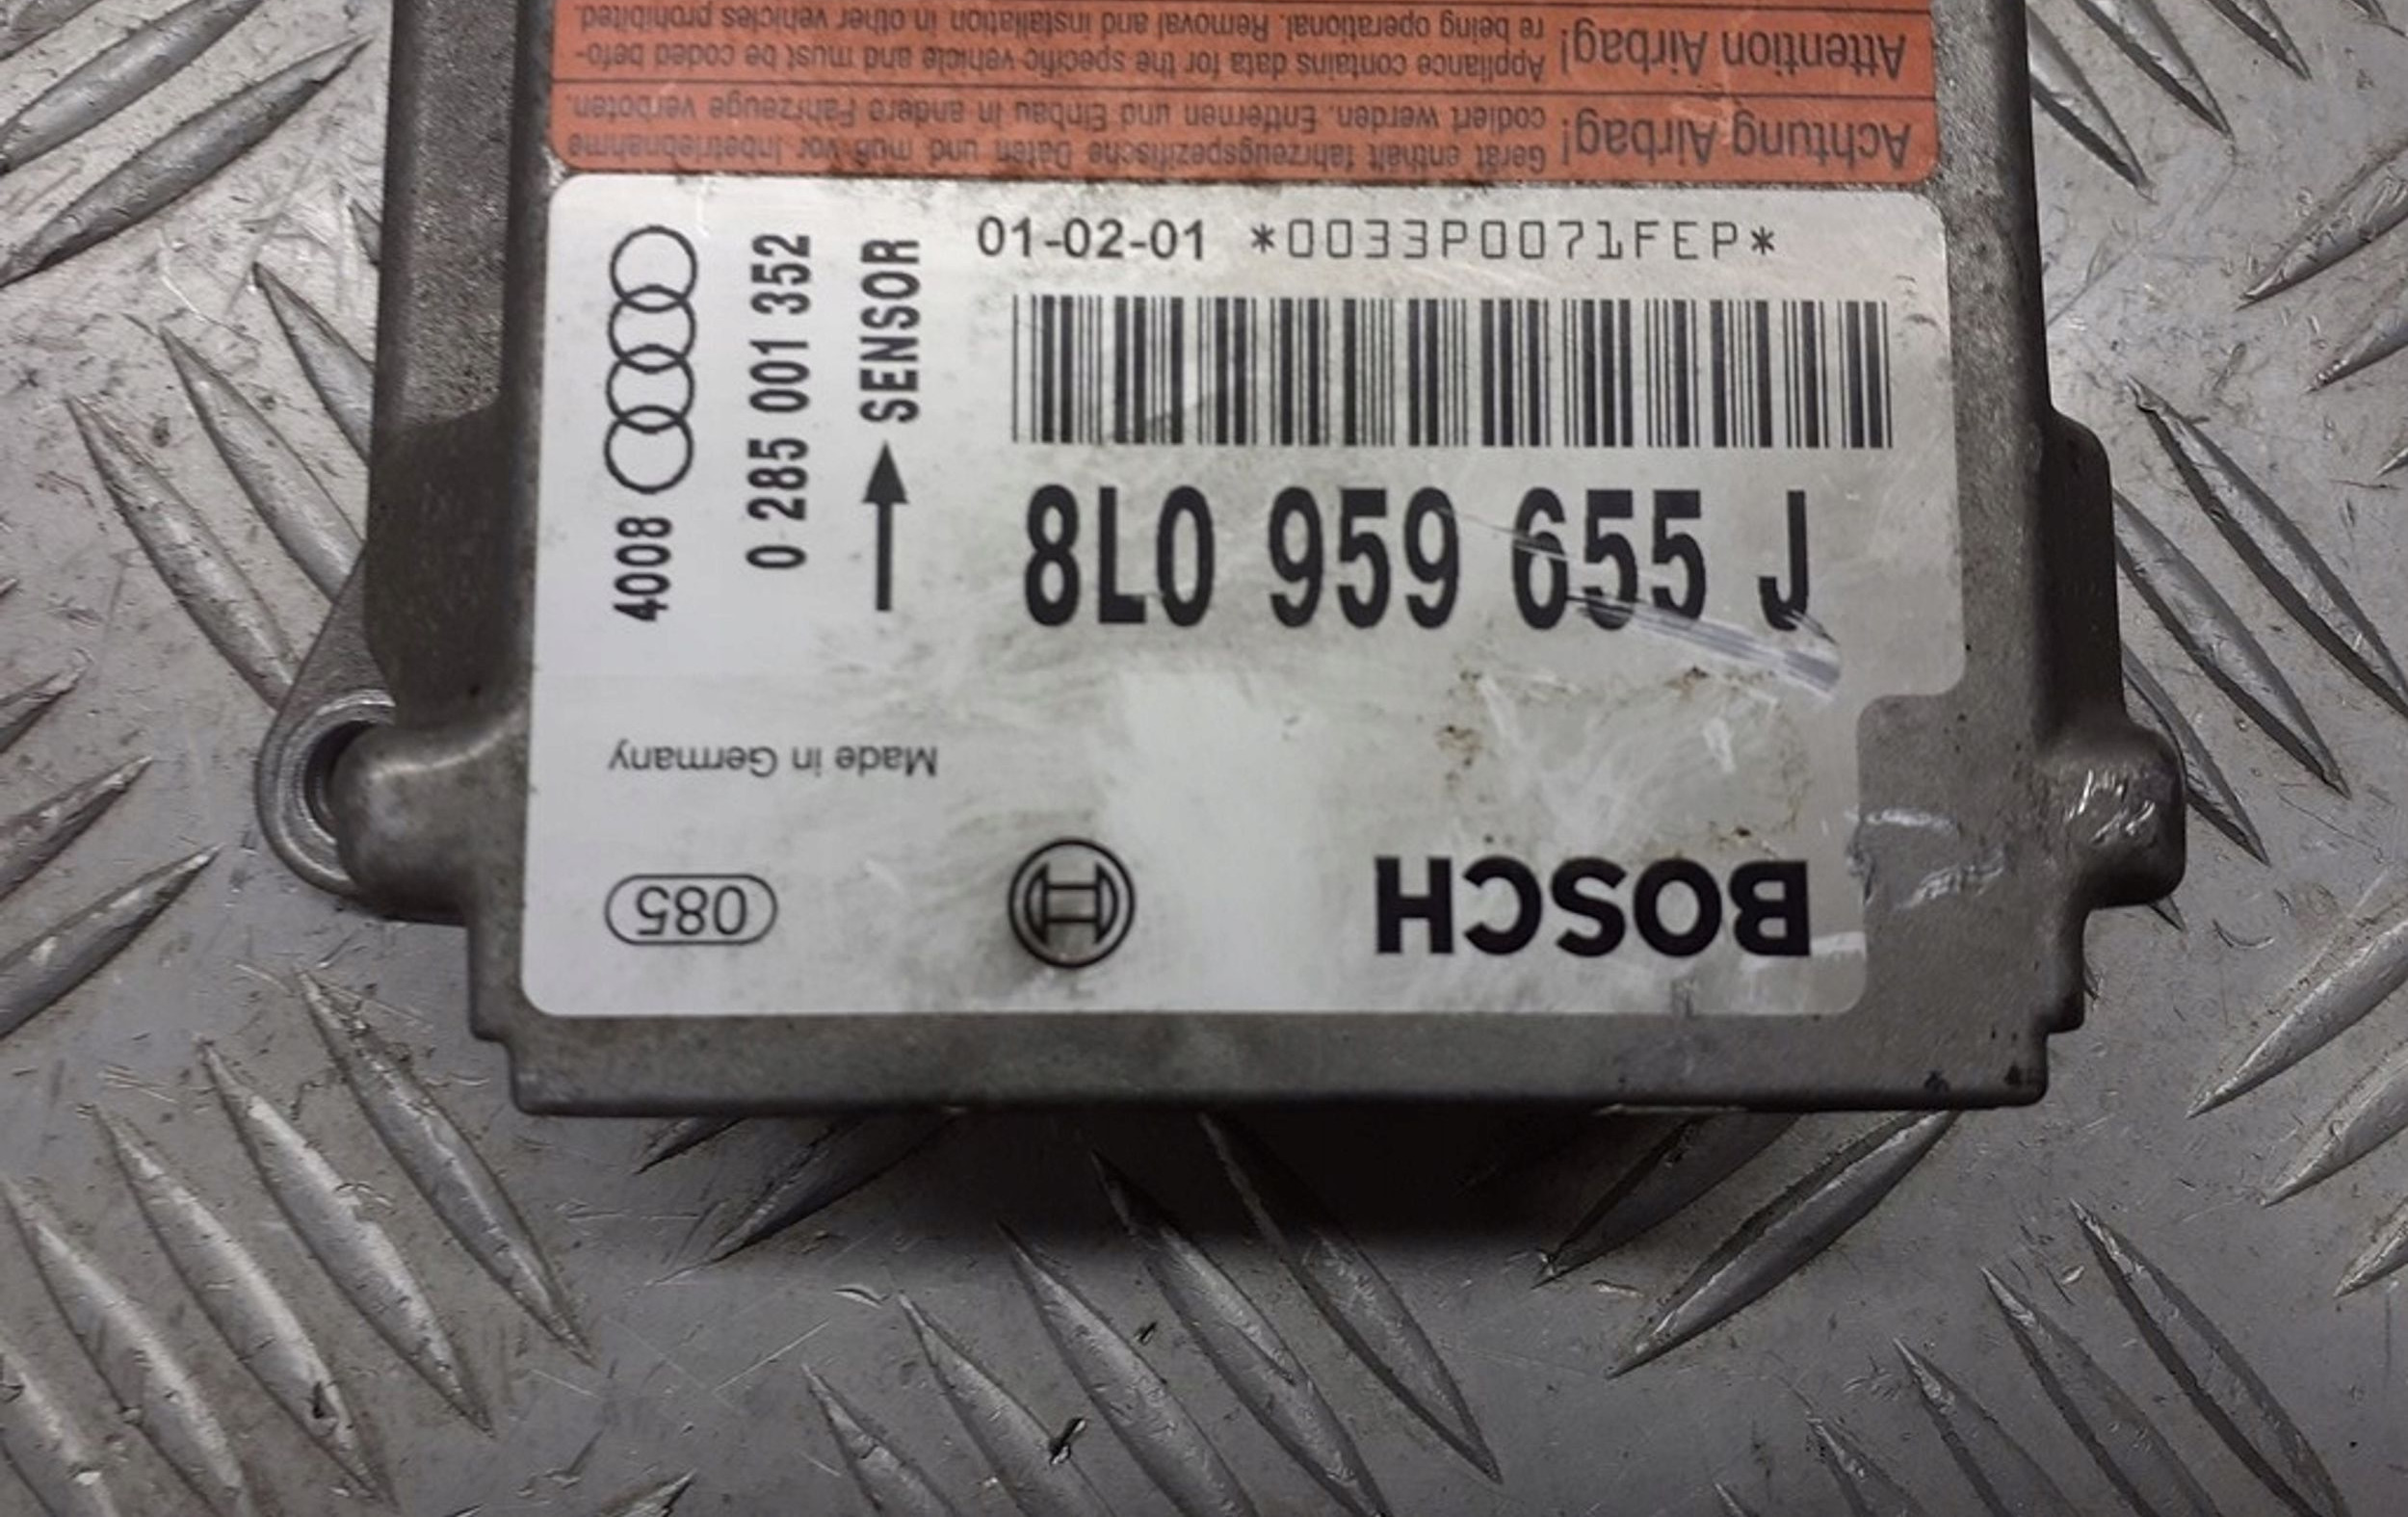 Achtung Airbag!
Gerät enthält fahrzeugspezifische Daten und muß vor Inbetriebnahme
codiert werden. Entfernen und Einbau in andere Fahrzeuge verboten.
Attention Airbag!
Appliance contains data for the specific vehicle and must be coded befo-
re being operational. Removal and installation in other vehicles prohibited.
01-02-01 *0033P0071FEP*
4008
0 285 001 352
SENSOR
8L0 959 655 J
Made in Germany
085
BOSCH